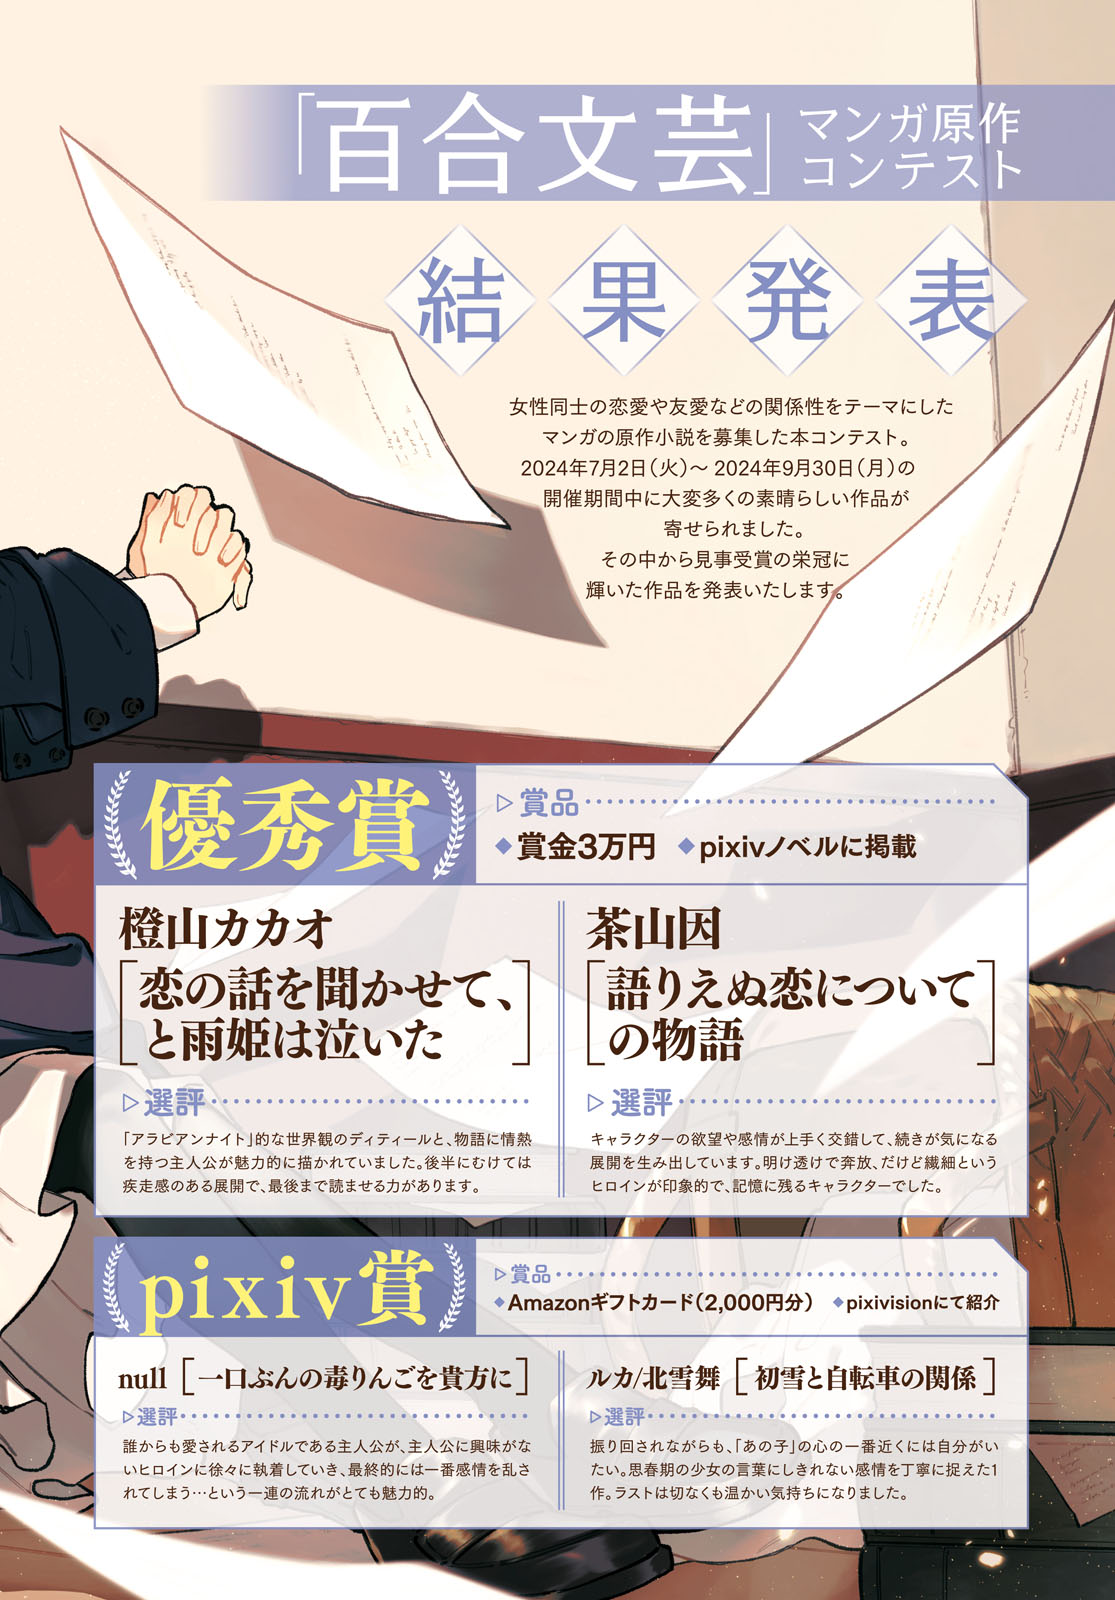 「百合文芸」マンガ原作
コンテスト
結果発表
女性同士の恋愛や友愛などの関係性をテーマにした
マンガの原作小説を募集した本コンテスト。
2024年7月2日(火)〜 2024年9月30日(月)の
開催期間中に大変多くの素晴らしい作品が
寄せられました。
その中から見事受賞の栄冠に
輝いた作品を発表いたします。
優秀賞
▷賞品
◆賞金3万円 ◆pixivノベルに掲載
橙山カカオ
[恋の話を聞かせて、
と雨姫は泣いた]
▷選評
「アラビアンナイト」的な世界観のディティールと、物語に情熱
を持つ主人公が魅力的に描かれていました。後半にむけては
疾走感のある展開で、最後まで読ませる力があります。
茶山因
[語りえぬ恋について
の物語]
▷選評
キャラクターの欲望や感情が上手く交錯して、続きが気になる
展開を生み出しています。明け透けで奔放、だけど繊細という
ヒロインが印象的で、記憶に残るキャラクターでした。
pixiv賞
▷賞品
◆Amazonギフトカード(2,000円分) ◆pixivisionにて紹介
null [一口ぶんの毒りんごを貴方に]
▷選評
誰からも愛されるアイドルである主人公が、主人公に興味がな
いヒロインに徐々に執着していき、最終的には一番感情を乱さ
れてしまう…という一連の流れがとても魅力的。
ルカ/北雪舞 [初雪と自転車の関係]
▷選評
振り回されながらも、「あの子」の心の一番近くには自分がい
たい。思春期の少女の言葉にしきれない感情を丁寧に捉えた1
作。ラストは切なくも温かい気持ちになりました。